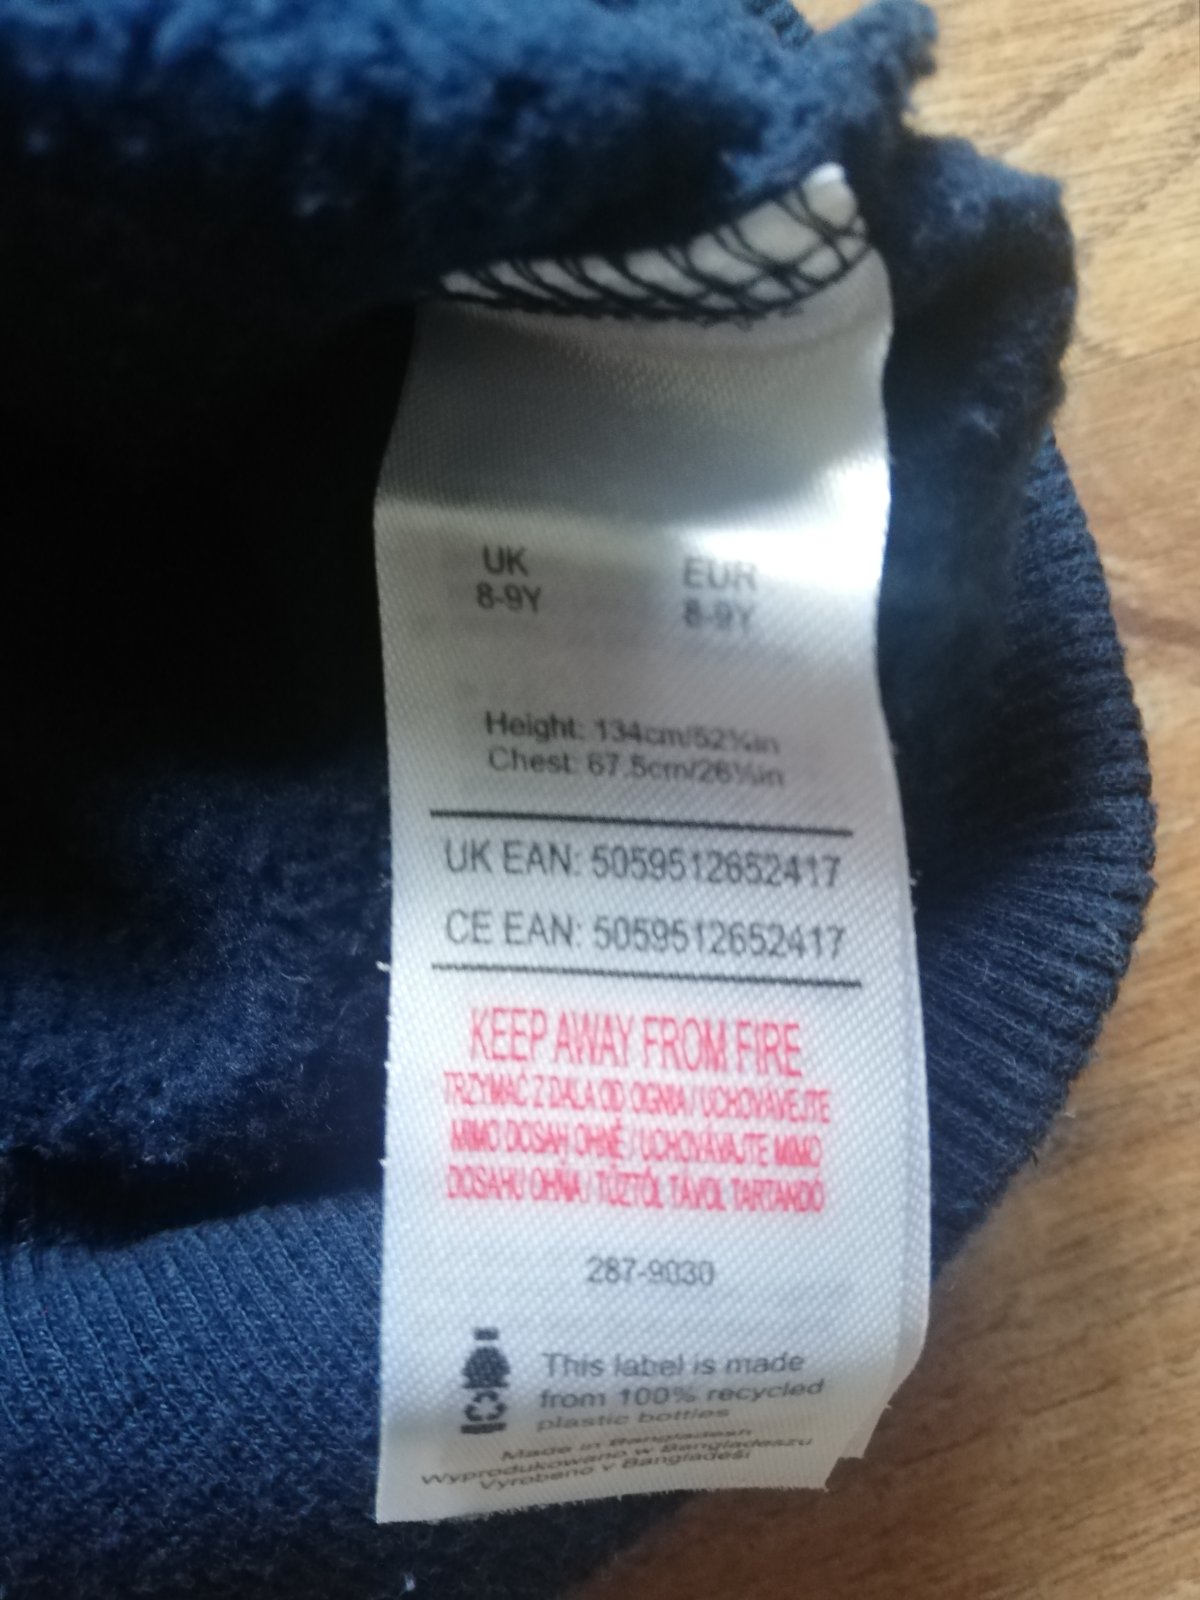 UK EUR
8-9Y 8-9Y
Height: 134cm/52¾in
Chest: 67.5cm/26½in
UK EAN: 5059512652417
CE EAN: 5059512652417
KEEP AWAY FROM FIRE
TRZYMAĆ Z DALA OD OGNIA / UCHOVÁVEJTE
MIMO DOSAH OHNĚ / UCHOVÁVAJTE MIMO
DOSAHU OHŇA / TŰZTŐL TÁVOL TARTANDÓ
287-9030
This label is made
from 100% recycled
plastic bottles
Made in Bangladesh
Wyprodukowano w Bangladeszu
Vyrobeno v Bangladéši